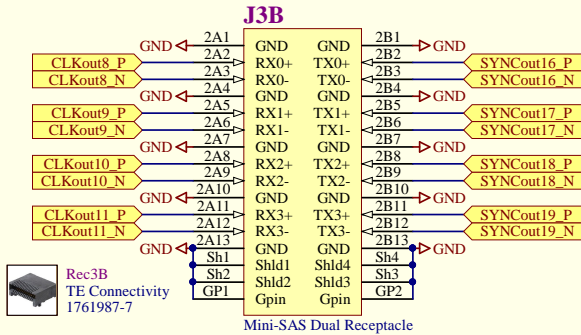 J3B
GND 2A1 GND GND 2B1 GND
CLKout8_P 2A2 RX0+ TX0+ 2B2 SYNCout16_P
CLKout8_N 2A3 RX0- TX0- 2B3 SYNCout16_N
GND 2A4 GND GND 2B4 GND
CLKout9_P 2A5 RX1+ TX1+ 2B5 SYNCout17_P
CLKout9_N 2A6 RX1- TX1- 2B6 SYNCout17_N
GND 2A7 GND GND 2B7 GND
CLKout10_P 2A8 RX2+ TX2+ 2B8 SYNCout18_P
CLKout10_N 2A9 RX2- TX2- 2B9 SYNCout18_N
GND 2A10 GND GND 2B10 GND
CLKout11_P 2A11 RX3+ TX3+ 2B11 SYNCout19_P
CLKout11_N 2A12 RX3- TX3- 2B12 SYNCout19_N
GND 2A13 GND GND 2B13 GND
Sh1 Shld1 Shld4 Sh4
Sh2 Shld2 Shld3 Sh3
GP1 Gpin Gpin GP2
Rec3B
TE Connectivity
1761987-7
Mini-SAS Dual Receptacle